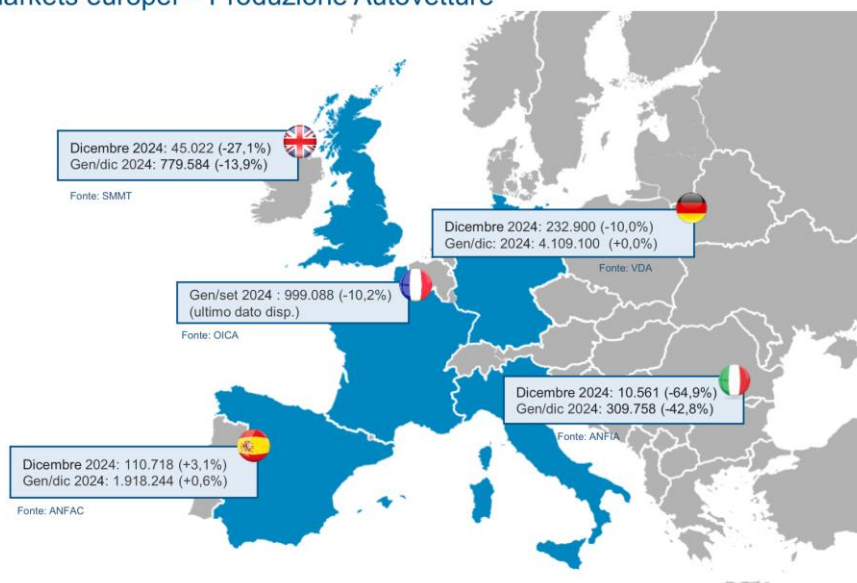 Produzione Autovetture
Dicembre 2024: 45.022 (-27,1%)
Gen/dic 2024: 779.584 (-13,9%)
Fonte: SMMT
Dicembre 2024: 232.900 (-10,0%)
Gen/dic: 2024: 4.109.100 (+0,0%)
Fonte: VDA
Gen/set 2024 : 999.088 (-10,2%)
(ultimo dato disp.)
Fonte: OICA
Dicembre 2024: 10.561 (-64,9%)
Gen/dic 2024: 309.758 (-42,8%)
Fonte: ANFIA
Dicembre 2024: 110.718 (+3,1%)
Gen/dic 2024: 1.918.244 (+0,6%)
Fonte: ANFAC